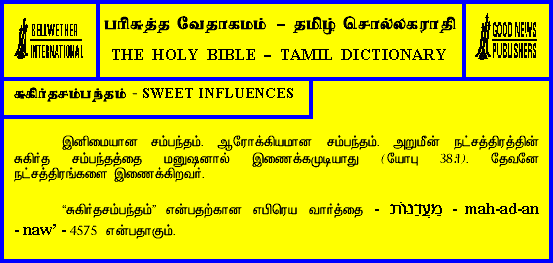 BELLWETHER
INTERNATIONAL
பரிசுத்த வேதாகமம் – தமிழ் சொல்லகராதி
THE HOLY BIBLE – TAMIL DICTIONARY
GOOD NEWS
PUBLISHERS
சுகிர்தசம்பந்தம் - SWEET INFLUENCES
இனிமையான சம்பந்தம். ஆரோக்கியமான சம்பந்தம். அறுமீன் நட்சத்திரத்தின்
சுகிர்த சம்பந்தத்தை மனுஷனால் இணைக்கமுடியாது (யோபு 38:31). தேவனே
நட்சத்திரங்களை இணைக்கிறவர்.
“சுகிர்தசம்பந்தம்” என்பதற்கான எபிரெய வார்த்தை - מַעֲדַנּוֹת - mah-ad-an
- naw’ - 4575 என்பதாகும்.